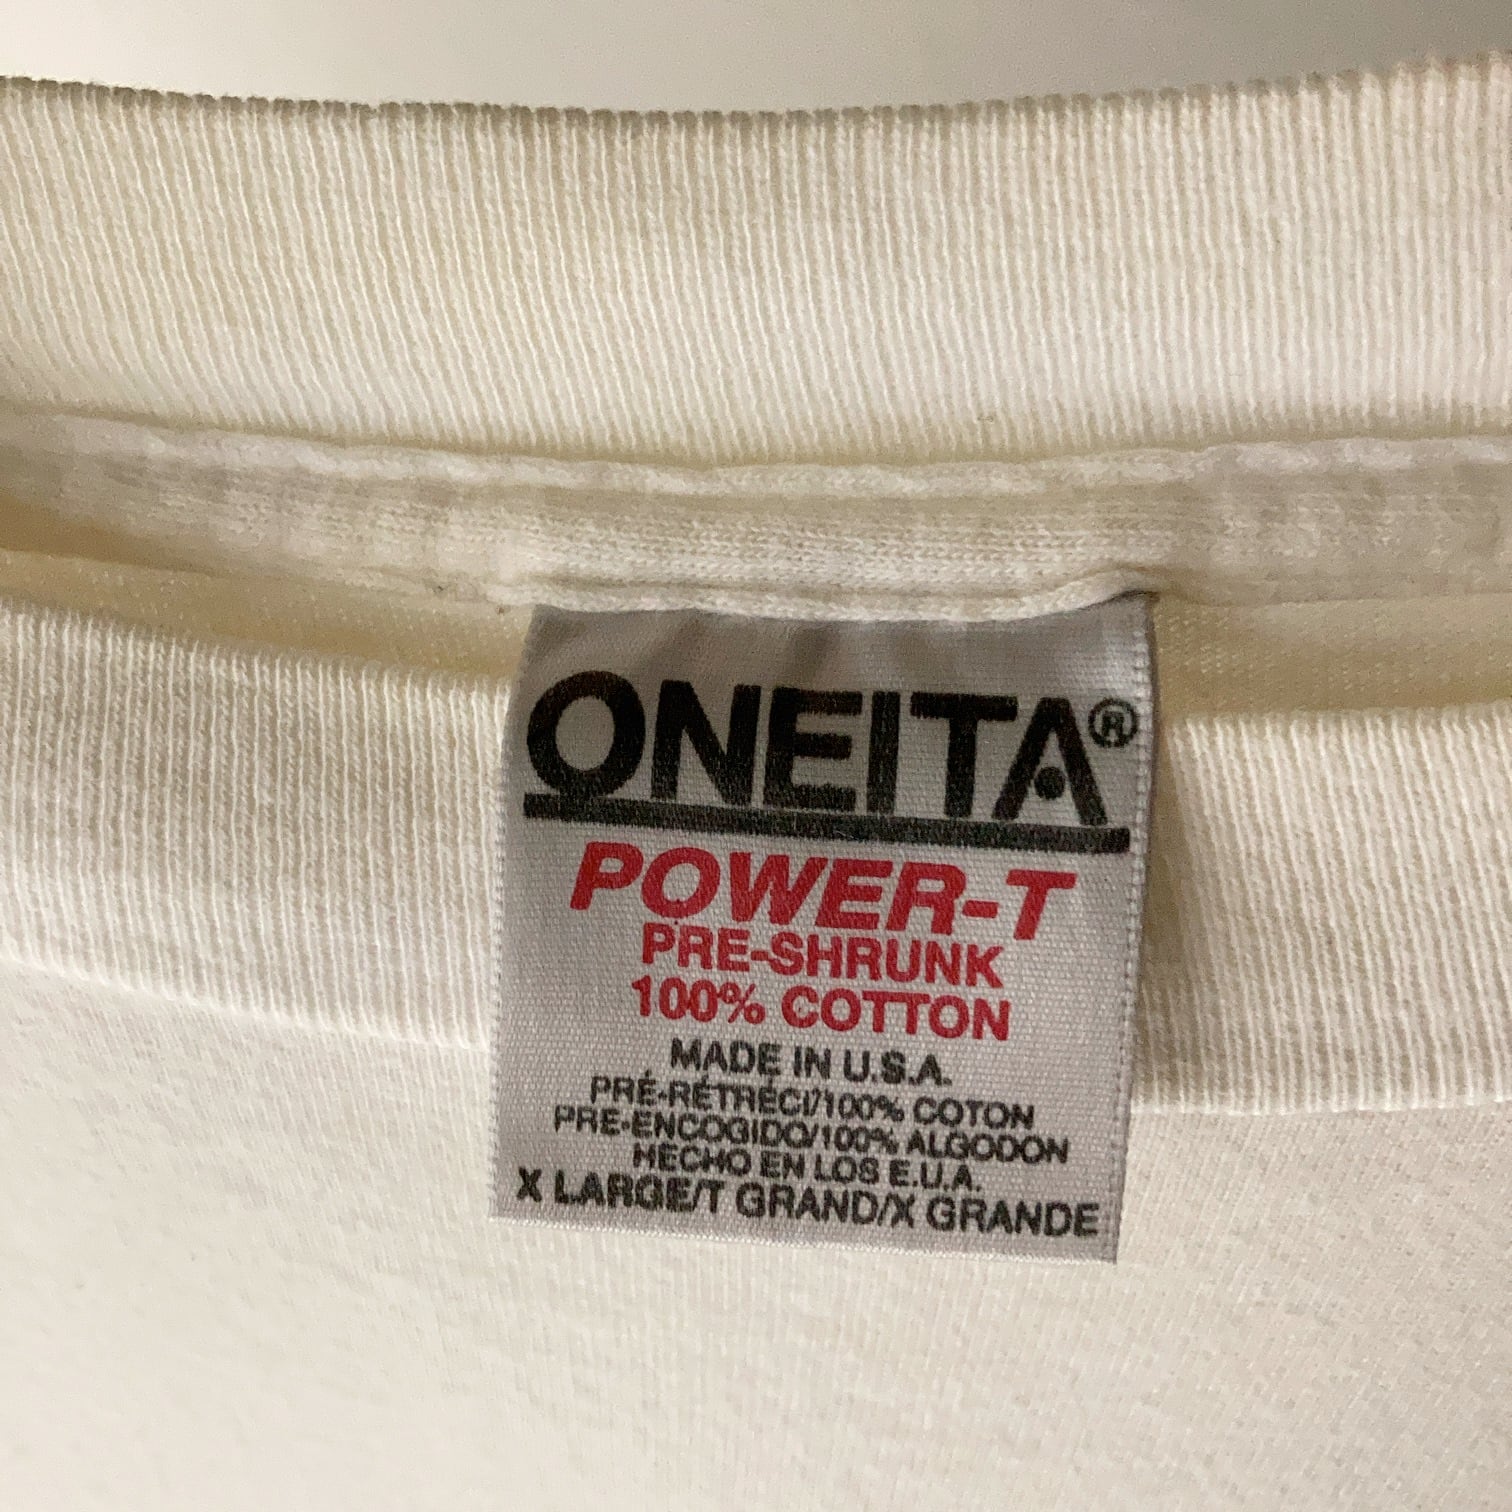 ONEITA®
POWER-T
PRE-SHRUNK
100% COTTON
MADE IN U.S.A.
PRÉ-RÉTRÉCI/100% COTON
PRE-ENCOGIDO/100% ALGODON
HECHO EN LOS E.U.A.
X LARGE/T GRAND/X GRANDE